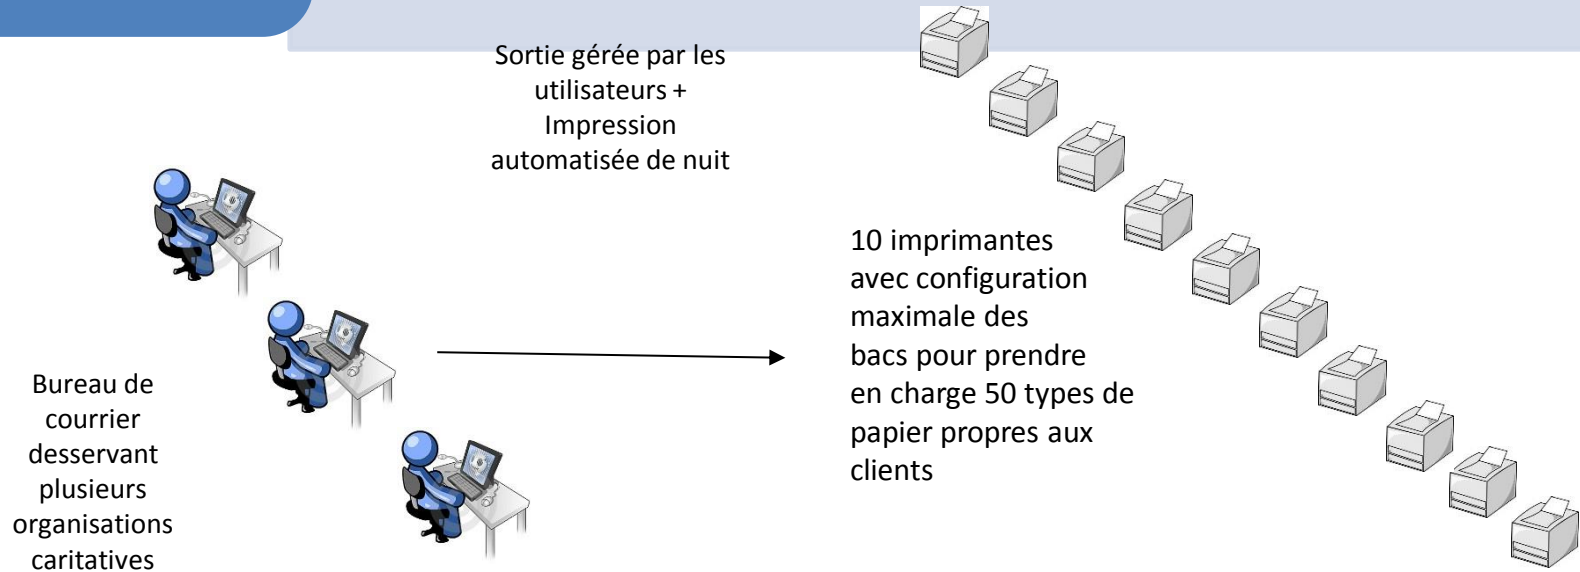 Sortie gérée par les
utilisateurs +
Impression
automatisée de nuit
10 imprimantes
avec configuration
maximale des
bacs pour prendre
en charge 50 types de
papier propres aux
clients
Bureau de
courrier
desservant
plusieurs
organisations
caritatives